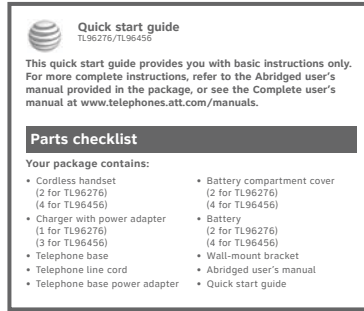 Quick start guide
TL96276/TL96456
This quick start guide provides you with basic instructions only.
For more complete instructions, refer to the Abridged user's
manual provided in the package, or see the Complete user's
manual at www.telephones.att.com/manuals.
Parts checklist
Your package contains:
• Cordless handset
(2 for TL96276)
(4 for TL96456)
• Charger with power adapter
(1 for TL96276)
(3 for TL96456)
• Telephone base
• Telephone line cord
• Telephone base power adapter
• Battery compartment cover
(2 for TL96276)
(4 for TL96456)
• Battery
(2 for TL96276)
(4 for TL96456)
• Wall-mount bracket
• Abridged user's manual
• Quick start guide